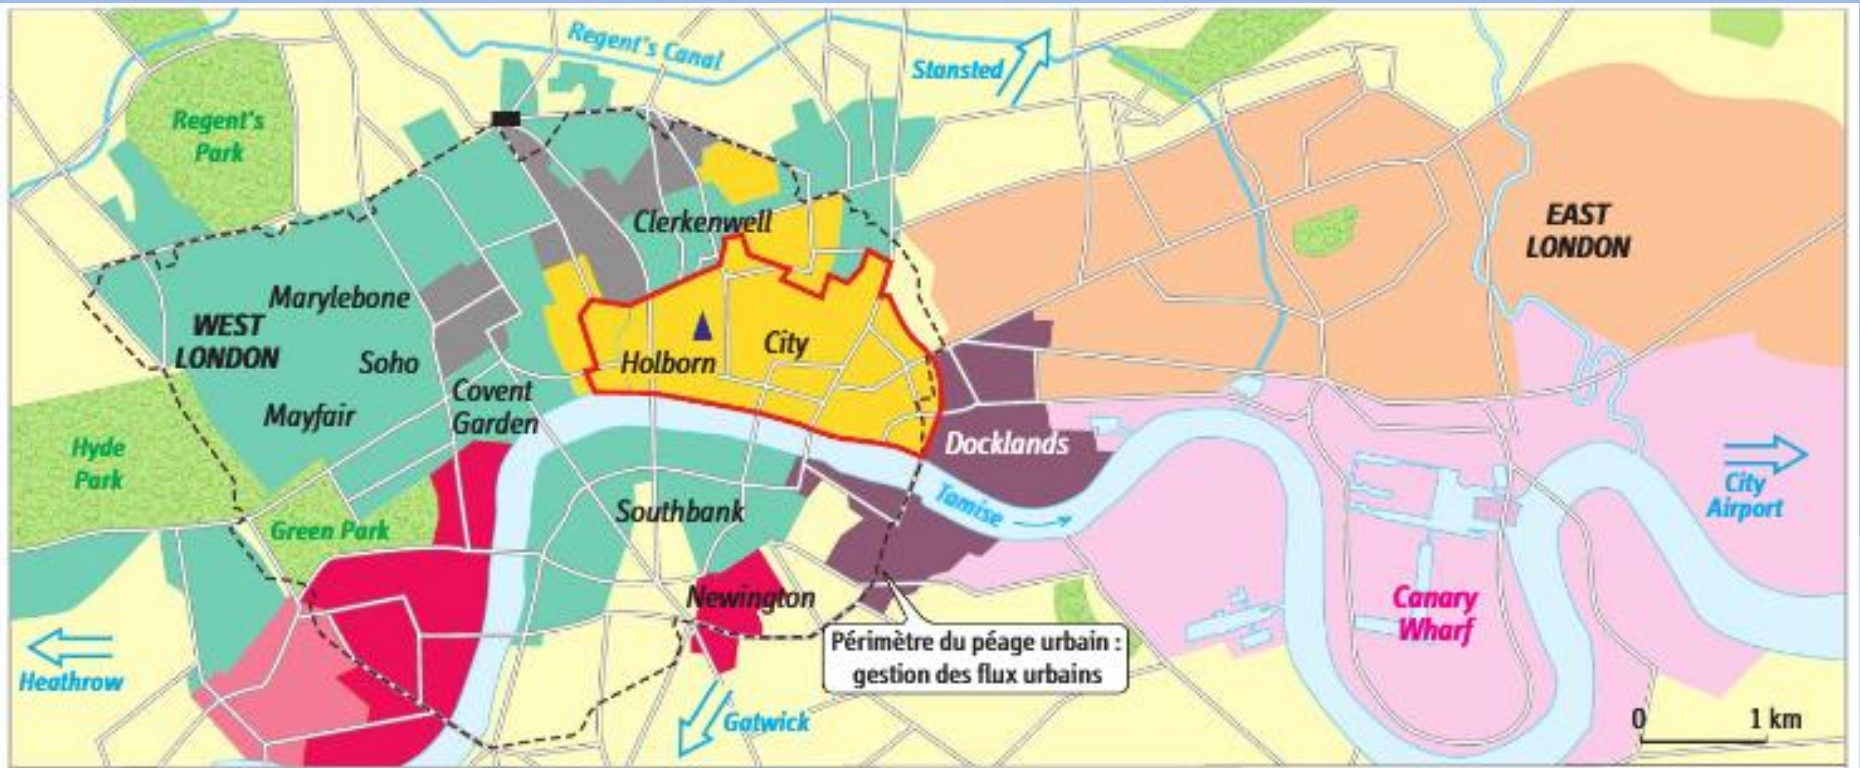 Regent's Canal
Stansted
Regent's
Park
EAST
LONDON
Clerkenwell
Marylebone
WEST
LONDON
Soho
Holborn
City
Covent
Garden
Mayfair
Hyde
Park
Docklands
Green Park
Southbank
Tamise
City
Airport
Newington
Canary
Wharf
Périmètre du péage urbain :
gestion des flux urbains
Heathrow
Gatwick
0 1 km